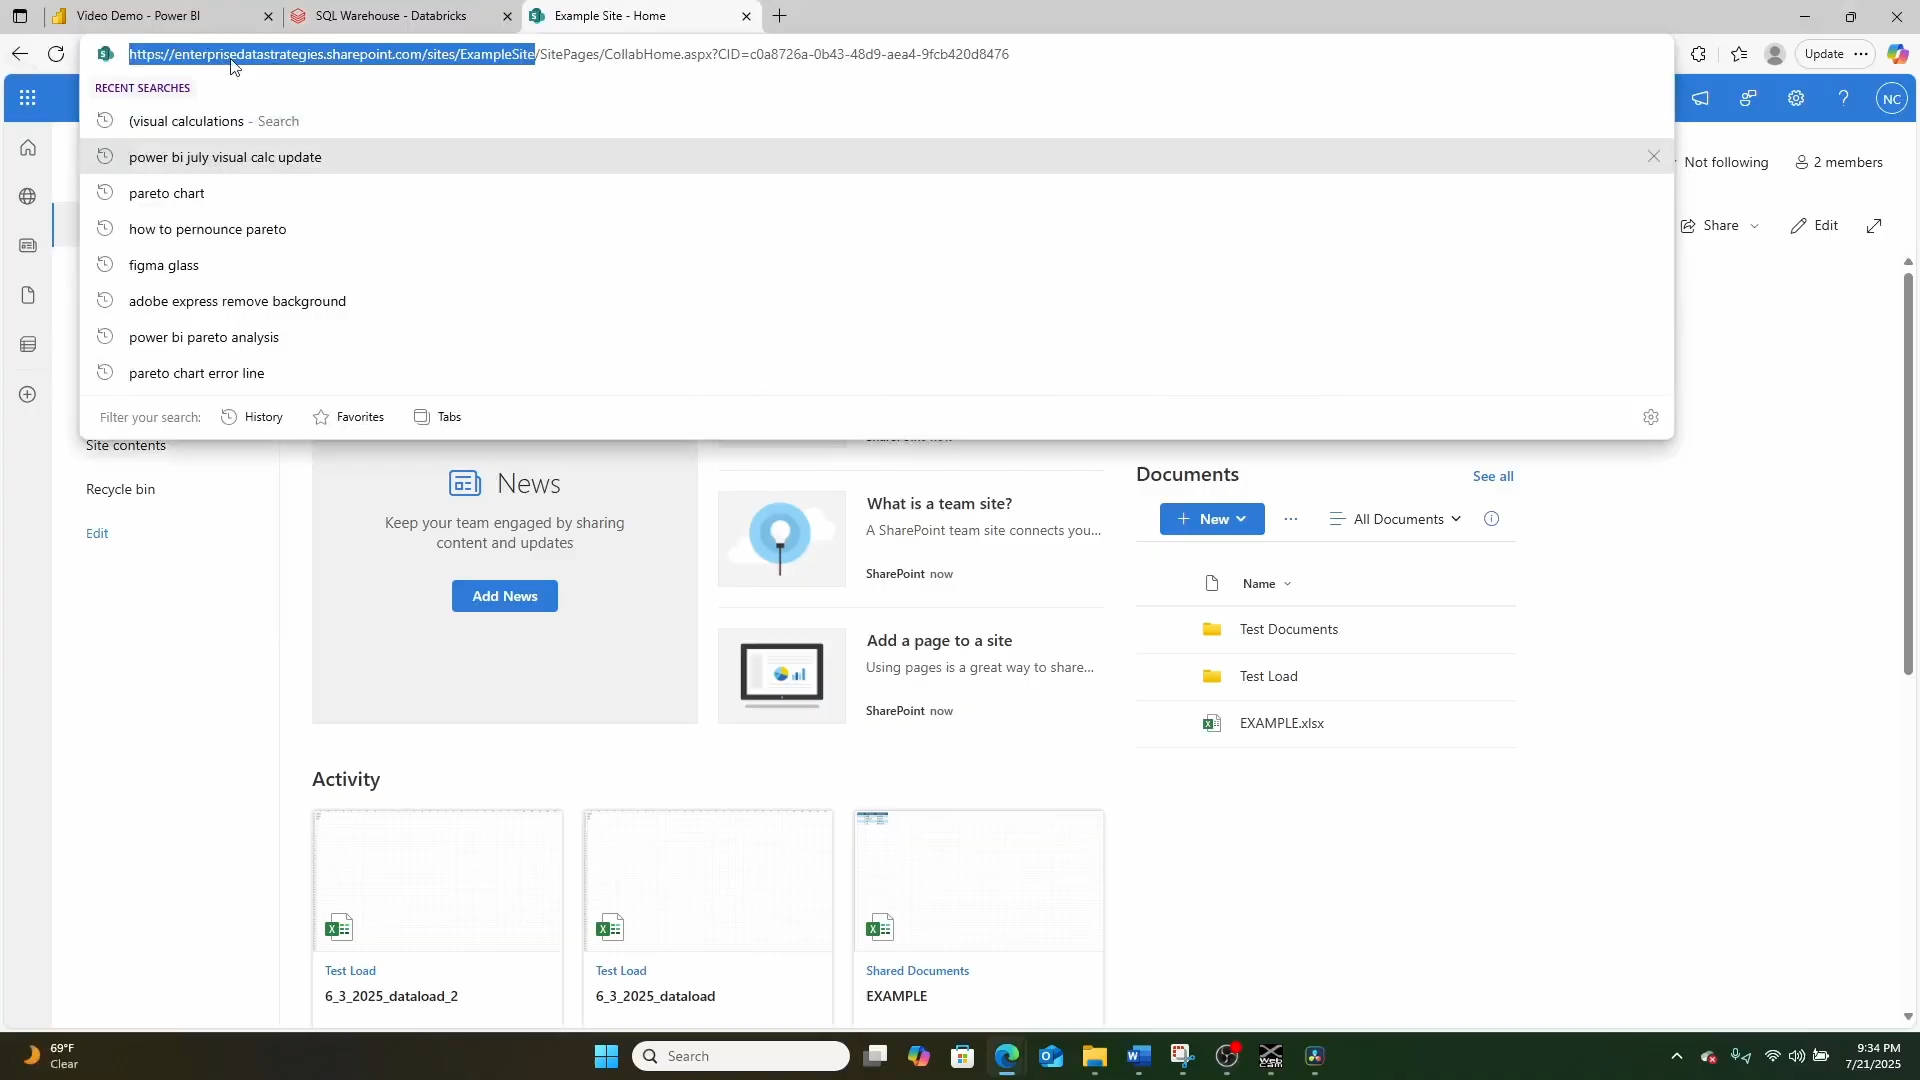 Video Demo - Power BI
SQL Warehouse - Databricks
Example Site - Home
https://enterprisedatastrategies.sharepoint.com/sites/ExampleSite/SitePages/CollabHome.aspx?CID=c0a8726a-0b43-48d9-aea4-9fcb420d8476
Update
RECENT SEARCHES
(visual calculations - Search
power bi july visual calc update
pareto chart
how to pernounce pareto
figma glass
adobe express remove background
power bi pareto analysis
pareto chart error line
Filter your search:
History
Favorites
Tabs
NC
Not following
2 members
Share
Edit
Site contents
Recycle bin
Edit
News
Keep your team engaged by sharing
content and updates
Add News
What is a team site?
A SharePoint team site connects you...
SharePoint now
Add a page to a site
Using pages is a great way to share...
SharePoint now
Documents
See all
New
All Documents
Name
Test Documents
Test Load
EXAMPLE.xlsx
Activity
Test Load
6_3_2025_dataload_2
Test Load
6_3_2025_dataload
Shared Documents
EXAMPLE
69°F
Clear
Search
9:34 PM
7/21/2025